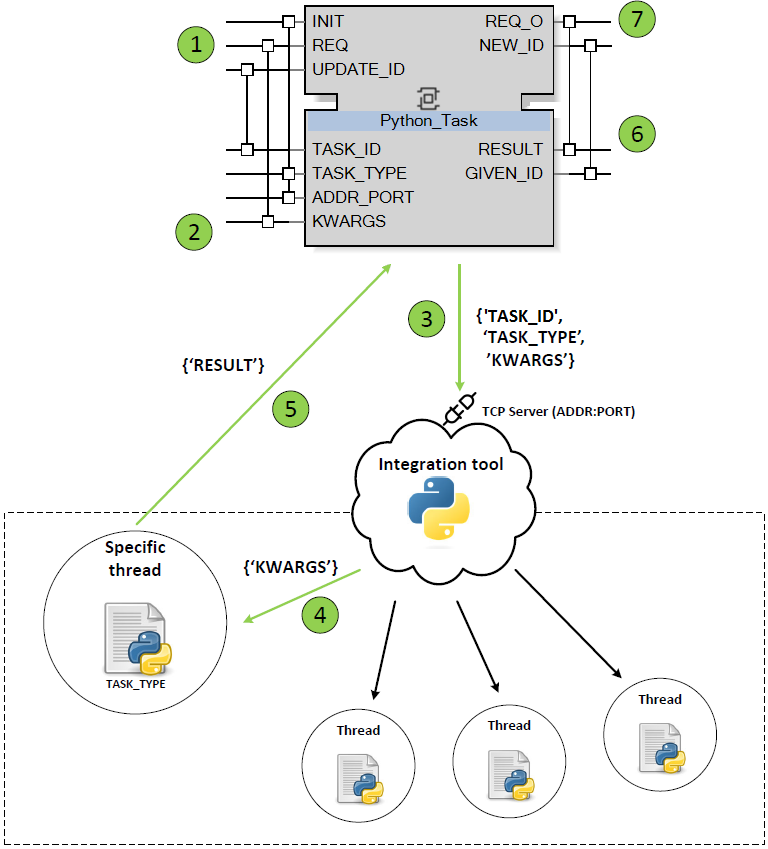 INIT
REQ_O
7
1
REQ
NEW_ID
UPDATE_ID
Python_Task
TASK_ID
RESULT
6
TASK_TYPE
GIVEN_ID
ADDR_PORT
2
KWARGS
3
{'TASK_ID',
‘TASK_TYPE’,
’KWARGS’}
{‘RESULT’}
5
TCP Server (ADDR:PORT)
Integration tool
Specific
thread
{‘KWARGS’}
4
TASK_TYPE
Thread
Thread
Thread